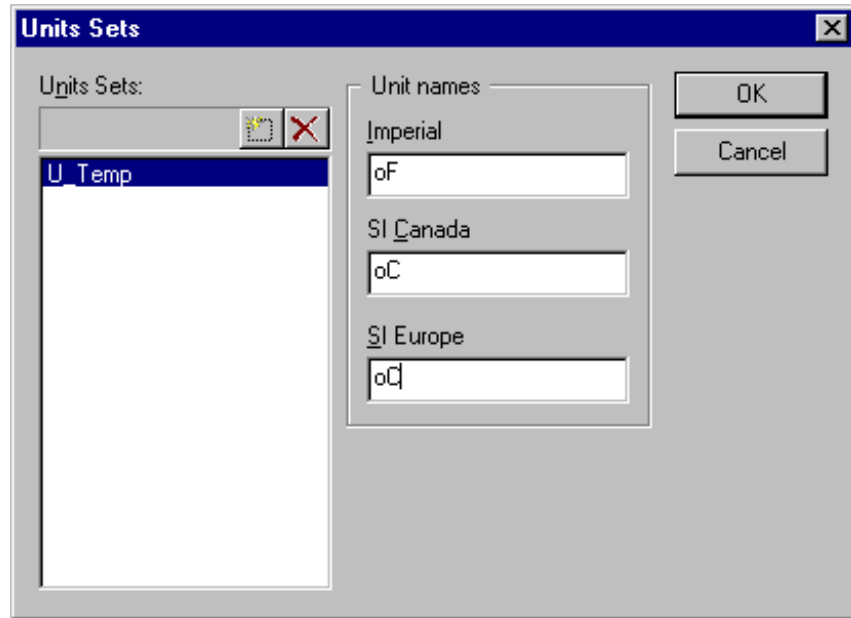 Units Sets
Units Sets:
U_Temp
Unit names
Imperial
oF
SI Canada
oC
SI Europe
oC
OK
Cancel